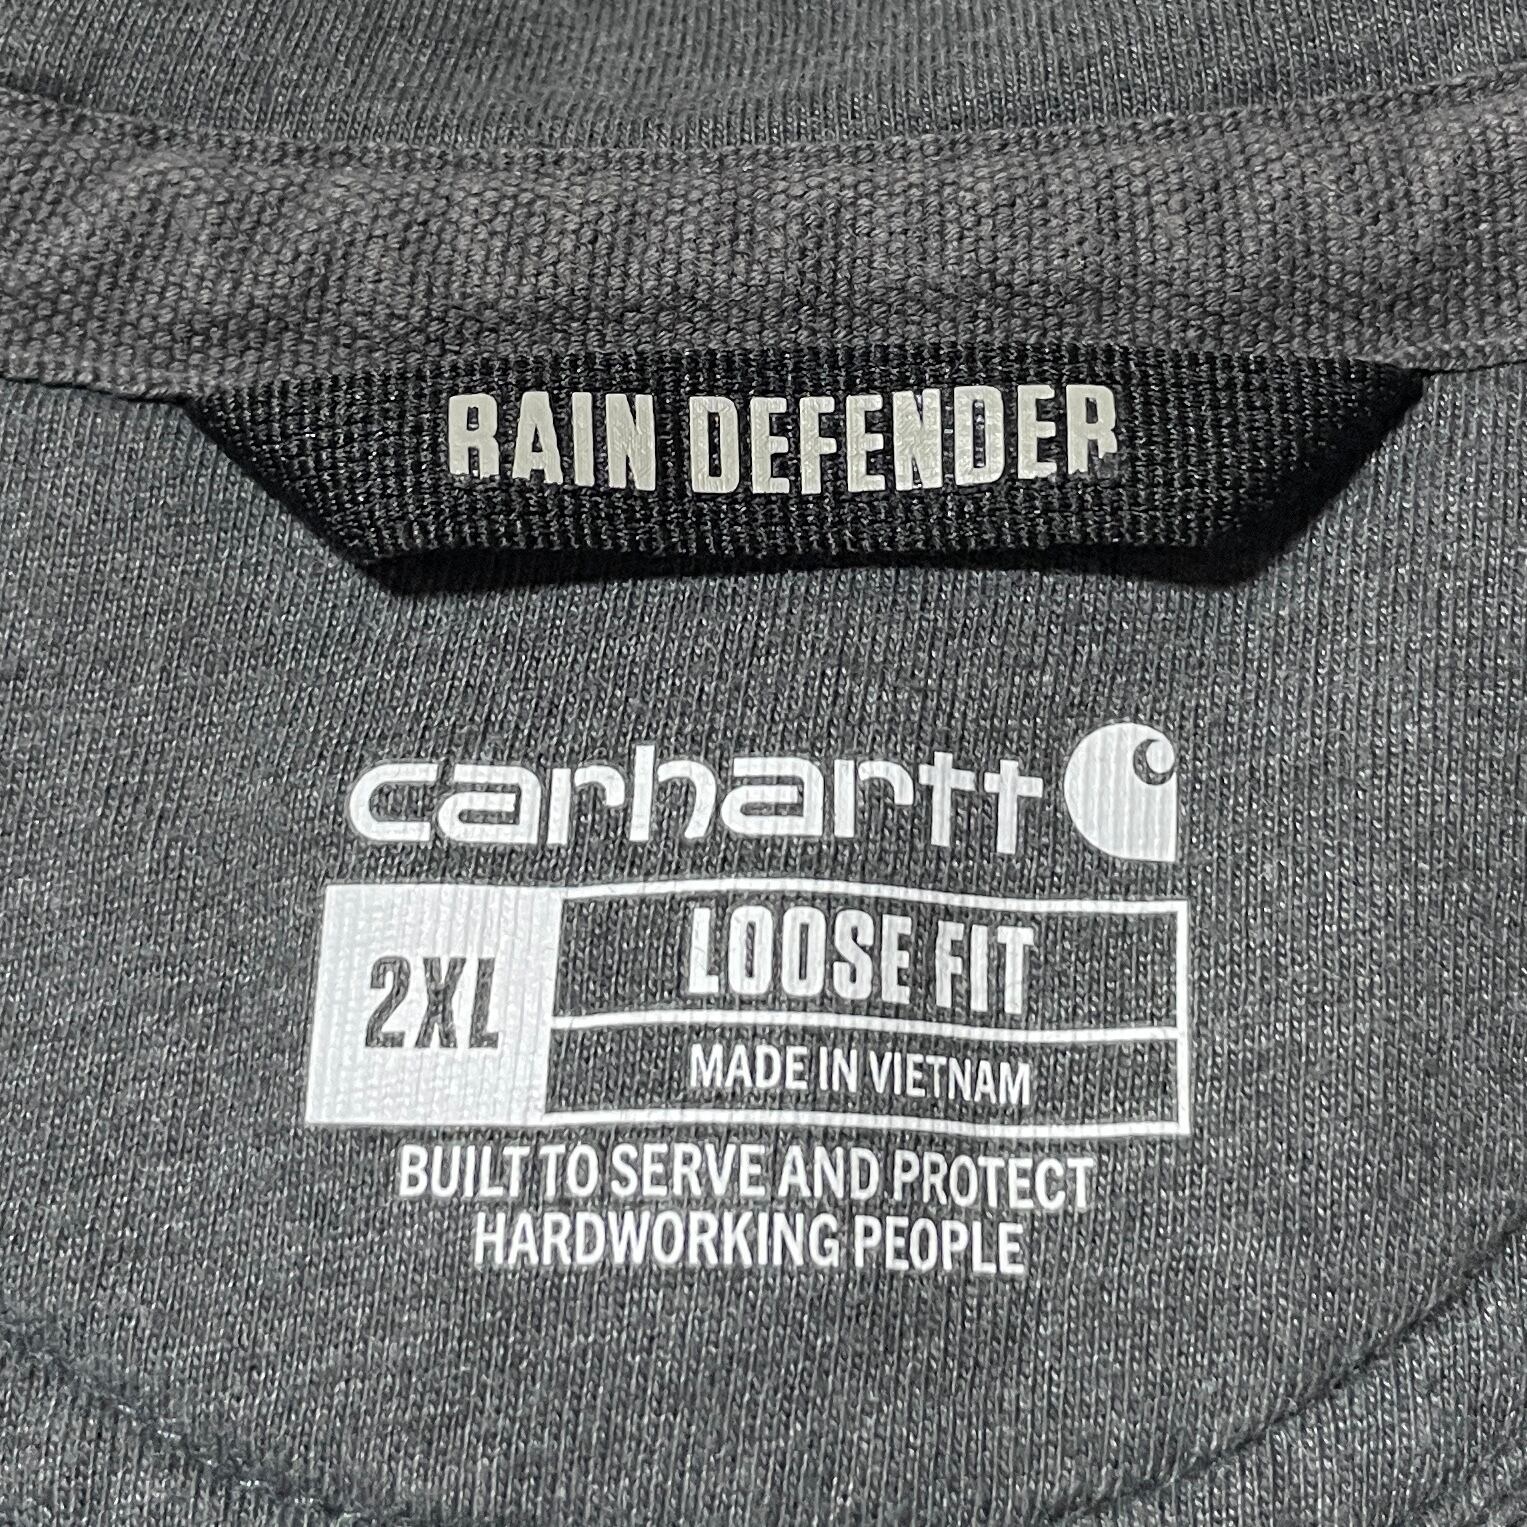 RAIN DEFENDER
carhartt
2XL
LOOSE FIT
MADE IN VIETNAM
BUILT TO SERVE AND PROTECT
HARDWORKING PEOPLE